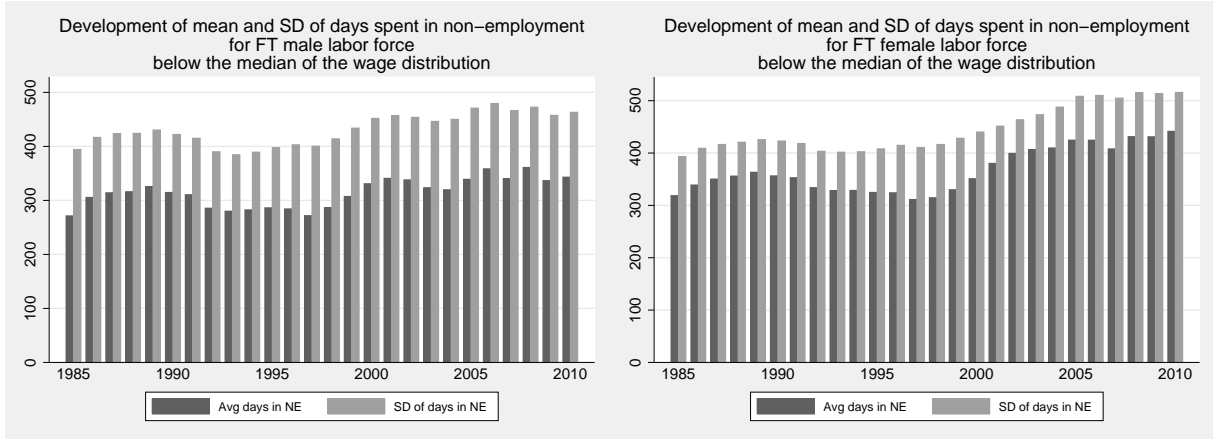 Development of mean and SD of days spent in non−employment
for FT male labor force
below the median of the wage distribution
500
400
300
200
100
0
1985
1990
1995
2000
2005
2010
Avg days in NE
SD of days in NE
Development of mean and SD of days spent in non−employment
for FT female labor force
below the median of the wage distribution
500
400
300
200
100
0
1985
1990
1995
2000
2005
2010
Avg days in NE
SD of days in NE